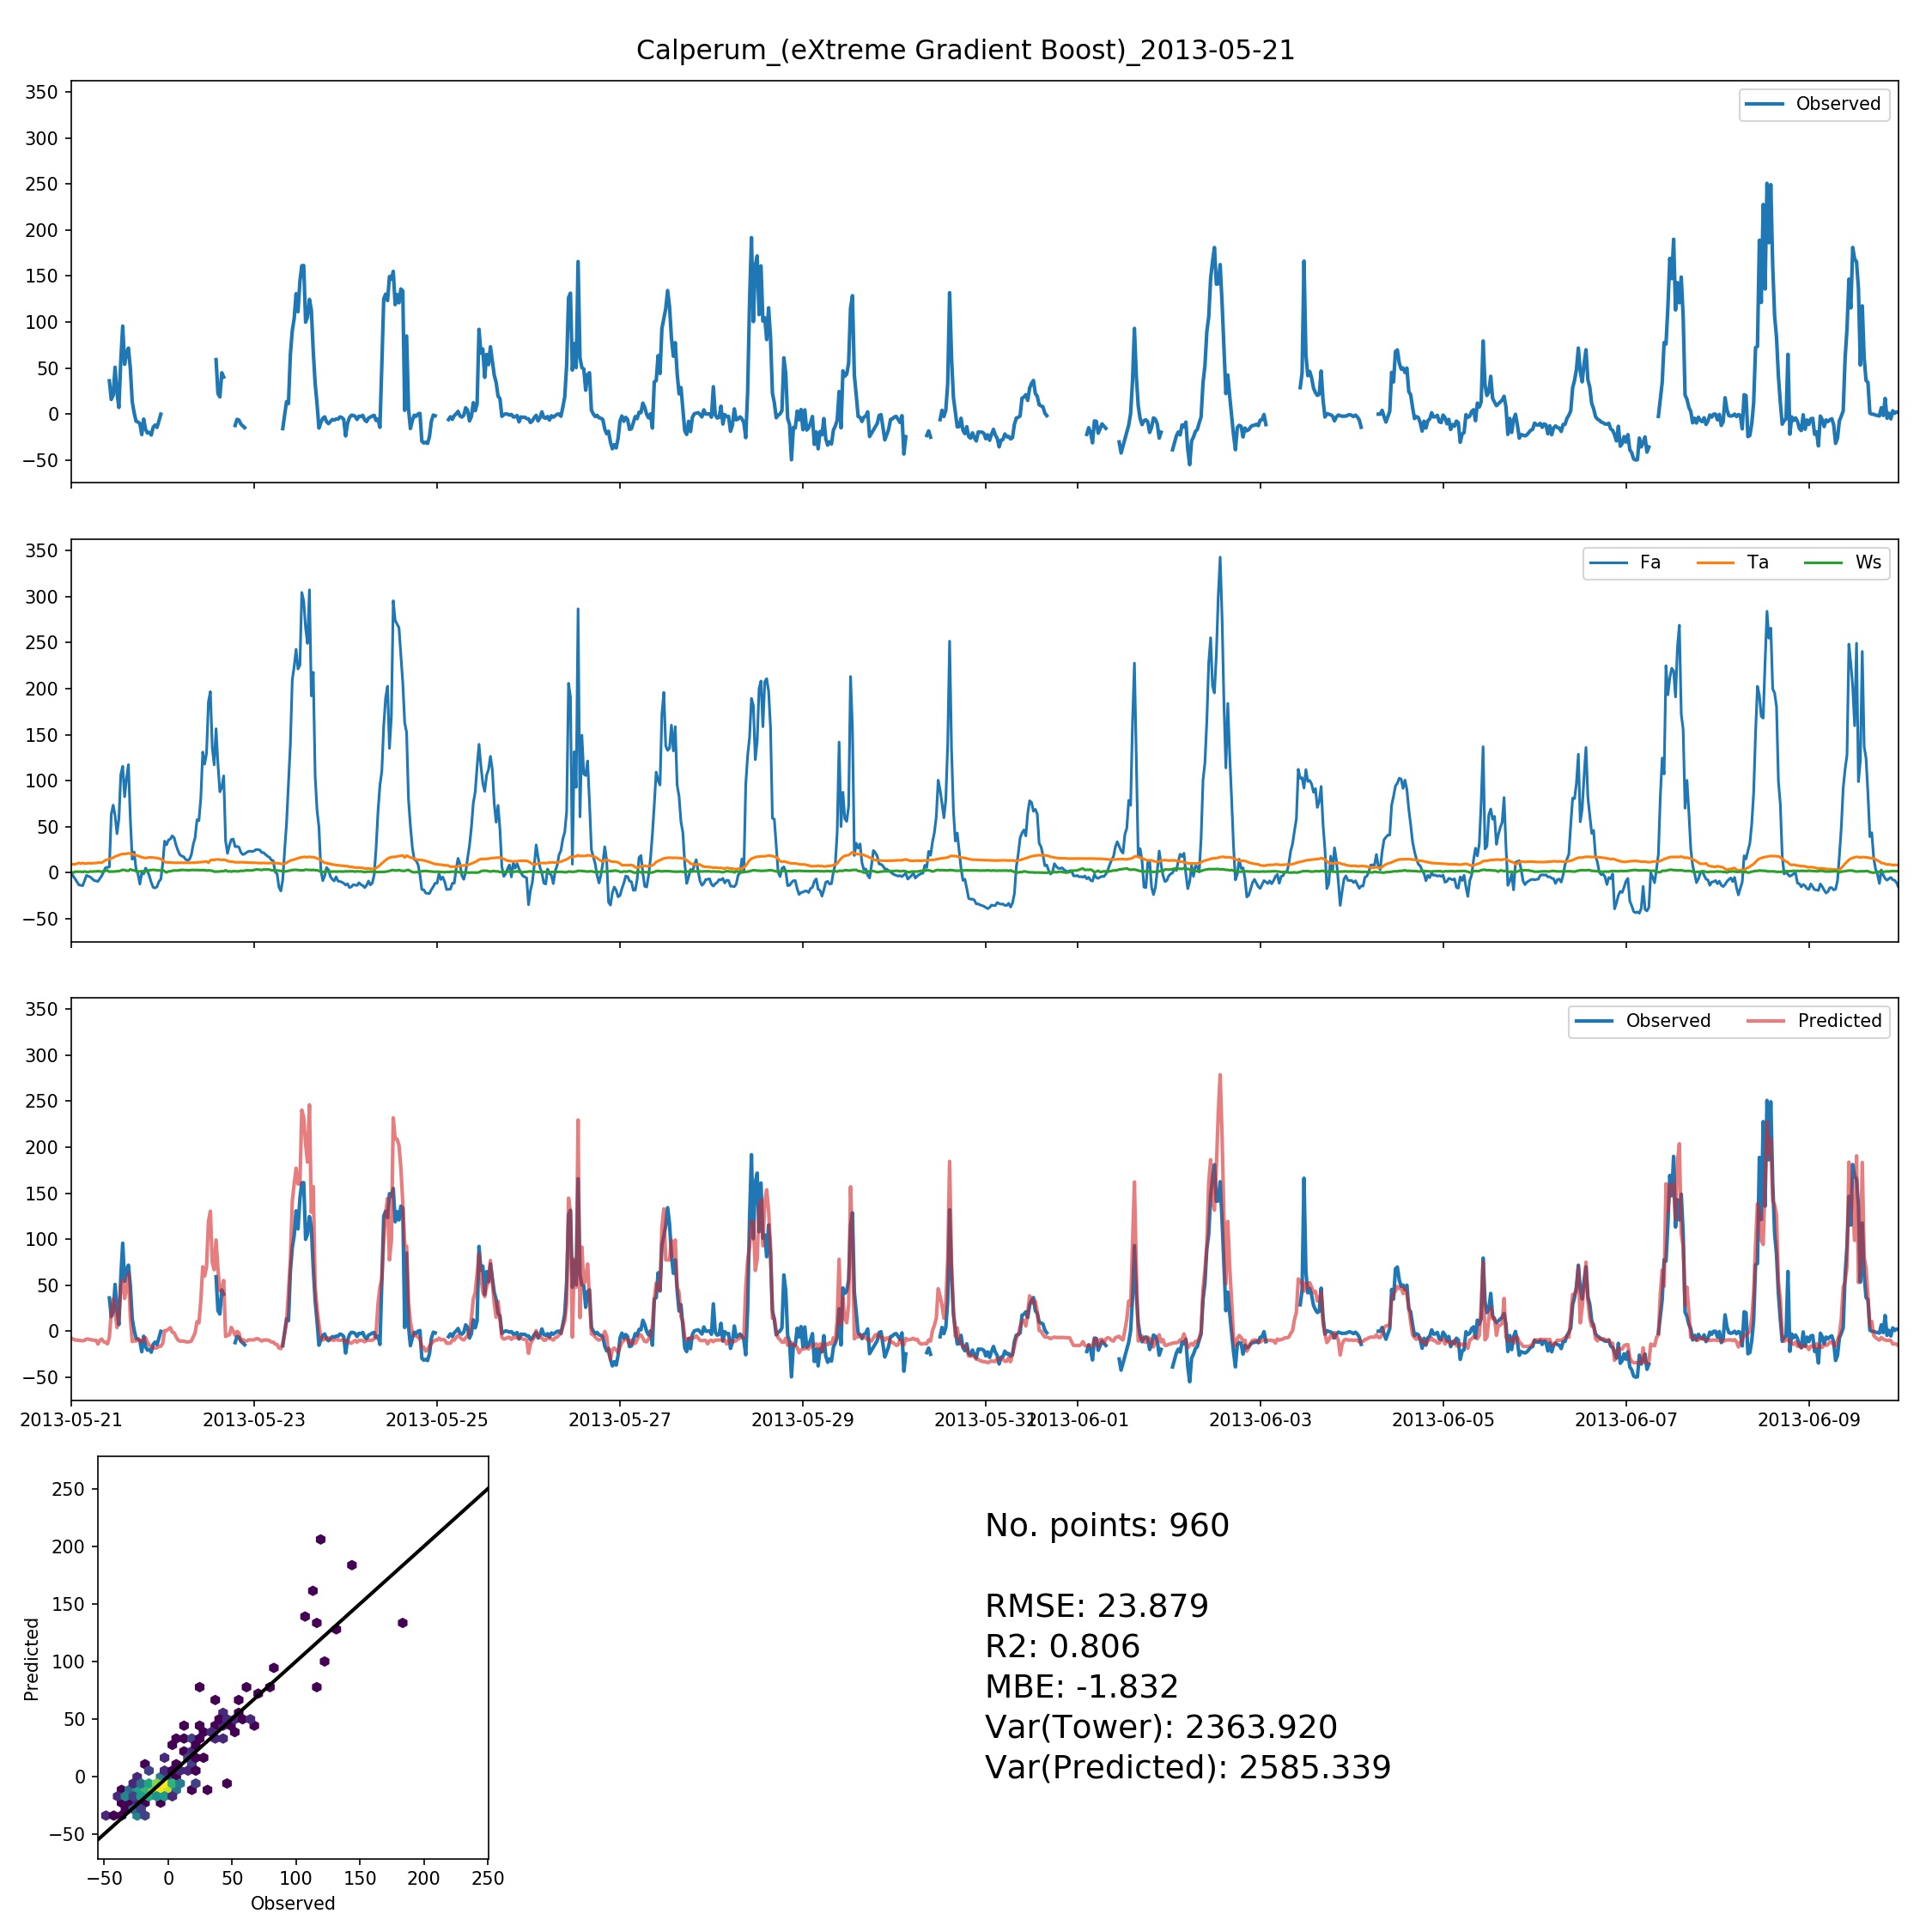 Calperum_(eXtreme Gradient Boost)_2013-05-21
350
300
250
200
150
100
50
0
−50
Observed
350
300
250
200
150
100
50
0
−50
Fa Ta Ws
350
300
250
200
150
100
50
0
−50
Observed Predicted
2013-05-21 2013-05-23 2013-05-25 2013-05-27 2013-05-29 2013-05-31 2013-06-01 2013-06-03 2013-06-05 2013-06-07 2013-06-09
250
200
150
100
50
0
−50
Predicted
−50 0 50 100 150 200 250
Observed
No. points: 960
RMSE: 23.879
R2: 0.806
MBE: -1.832
Var(Tower): 2363.920
Var(Predicted): 2585.339